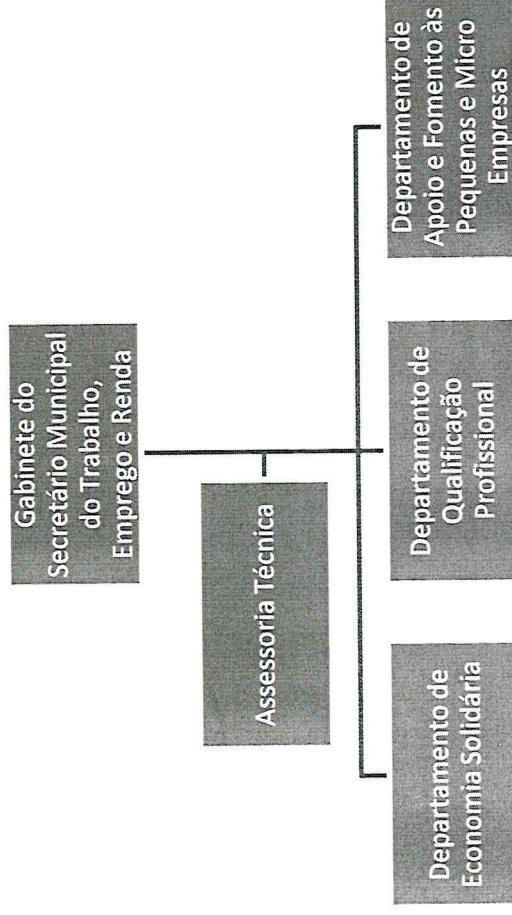 Gabinete do
Secretário Municipal
do Trabalho,
Emprego e Renda
Assessoria Técnica
Departamento de
Economia Solidária
Departamento de
Qualificação
Profissional
Departamento de
Apoio e Fomento às
Pequenas e Micro
Empresas